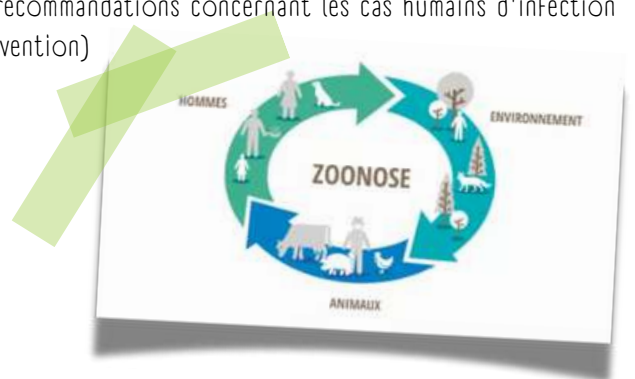 recommandations concernant les cas humains d'infection
vention)
HOMMES
ENVIRONNEMENT
ZOONOSE
ANIMAUX